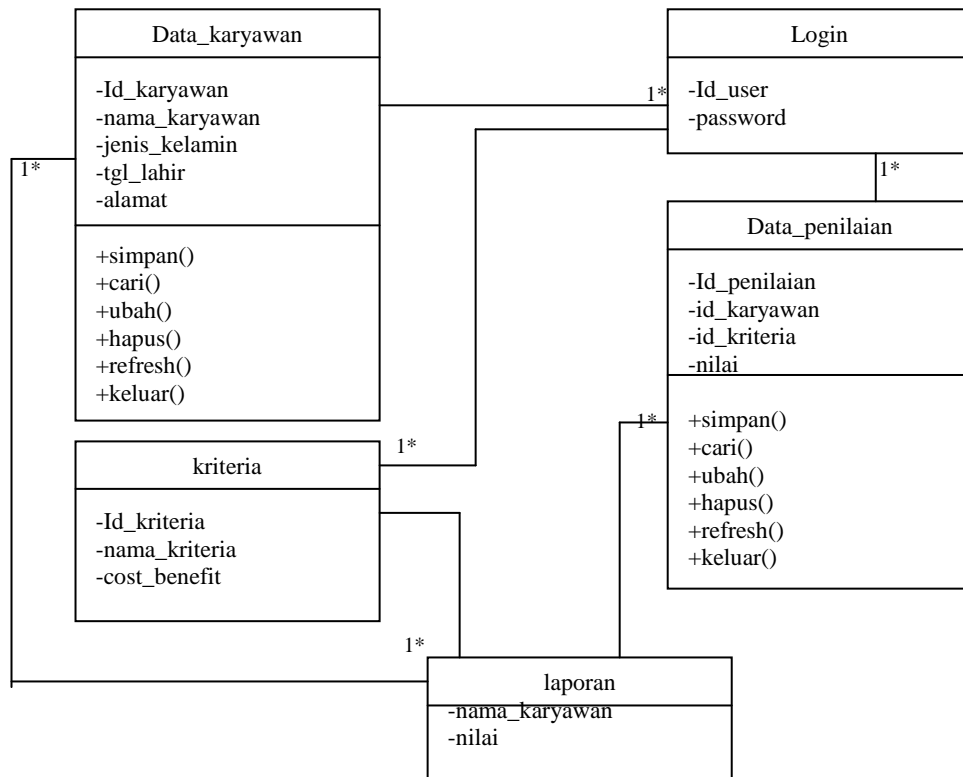 Data_karyawan
-Id_karyawan
-nama_karyawan
-jenis_kelamin
-tgl_lahir
-alamat
+simpan()
+cari()
+ubah()
+hapus()
+refresh()
+keluar()
1*
Login
-Id_user
-password
1*
1*
Data_penilaian
-Id_penilaian
-id_karyawan
-id_kriteria
-nilai
+simpan()
+cari()
+ubah()
+hapus()
+refresh()
+keluar()
1*
kriteria
-Id_kriteria
-nama_kriteria
-cost_benefit
1*
1*
laporan
-nama_karyawan
-nilai